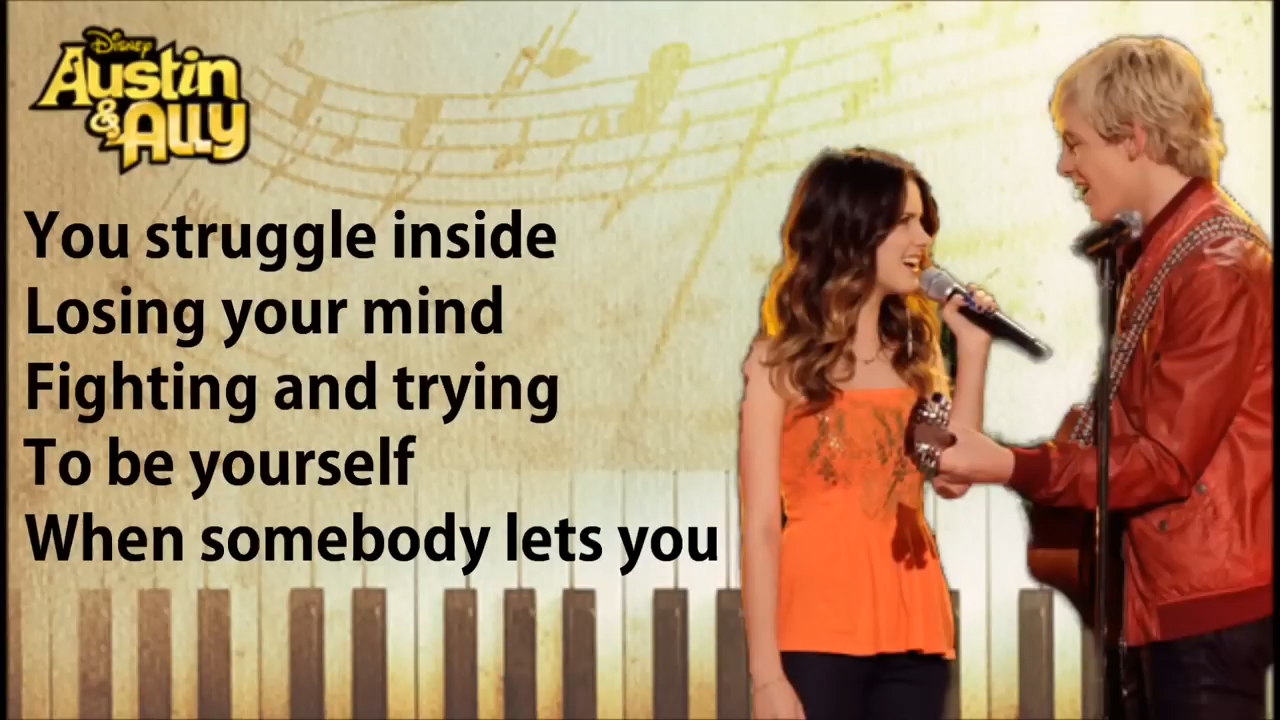 Disney
Austin
& Ally
You struggle inside
Losing your mind
Fighting and trying
To be yourself
When somebody lets you